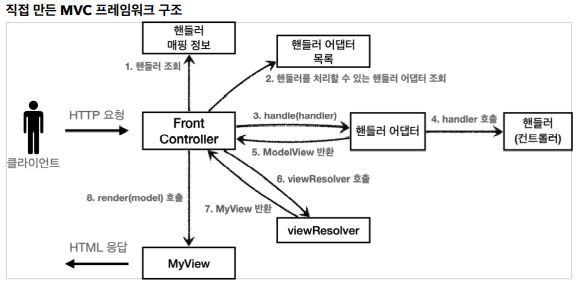 직접 만든 MVC 프레임워크 구조
핸들러
매핑 정보
핸들러 어댑터
목록
1. 핸들러 조회
2. 핸들러를 처리할 수 있는 핸들러 어댑터 조회
HTTP 요청
클라이언트
Front
Controller
3. handle(handler)
5. ModelView 반환
핸들러 어댑터
4. handler 호출
핸들러
(컨트롤러)
6. viewResolver 호출
7. MyView 반환
8. render(model) 호출
viewResolver
HTML 응답
MyView